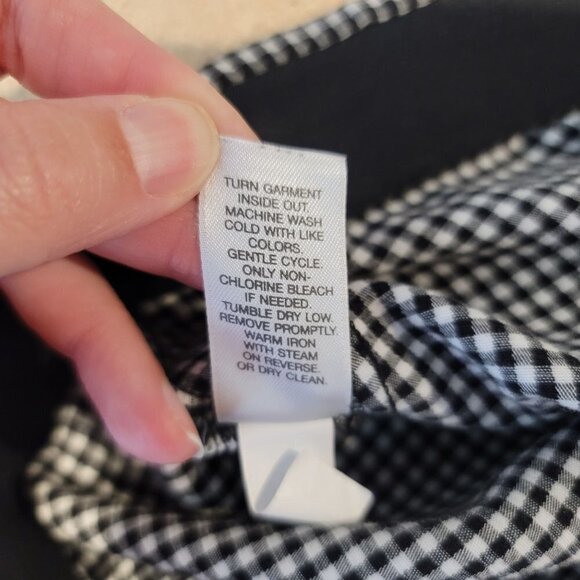 TURN GARMENT
INSIDE OUT.
MACHINE WASH
COLD WITH LIKE
COLORS.
GENTLE CYCLE.
ONLY NON-
CHLORINE BLEACH
IF NEEDED.
TUMBLE DRY LOW.
REMOVE PROMPTLY.
WARM IRON
WITH STEAM
ON REVERSE.
OR DRY CLEAN.